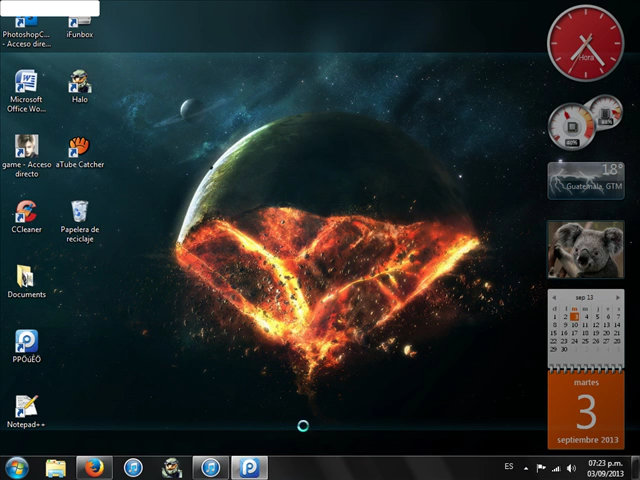 PhotoshopC...
- Acceso dire...
iFunbox
Microsoft
Office Wo...
Halo
game - Acceso
directo
aTube Catcher
CCleaner
Papelera de
reciclaje
Documents
PPÖúÊÖ
Notepad++
Hora
18°
Guatemala, GTM
sep 13
d l m m j v s
1 2 3 4 5 6 7
8 9 10 11 12 13 14
15 16 17 18 19 20 21
22 23 24 25 26 27 28
29 30
martes
3
septiembre 2013
ES
07:23 p.m.
03/09/2013